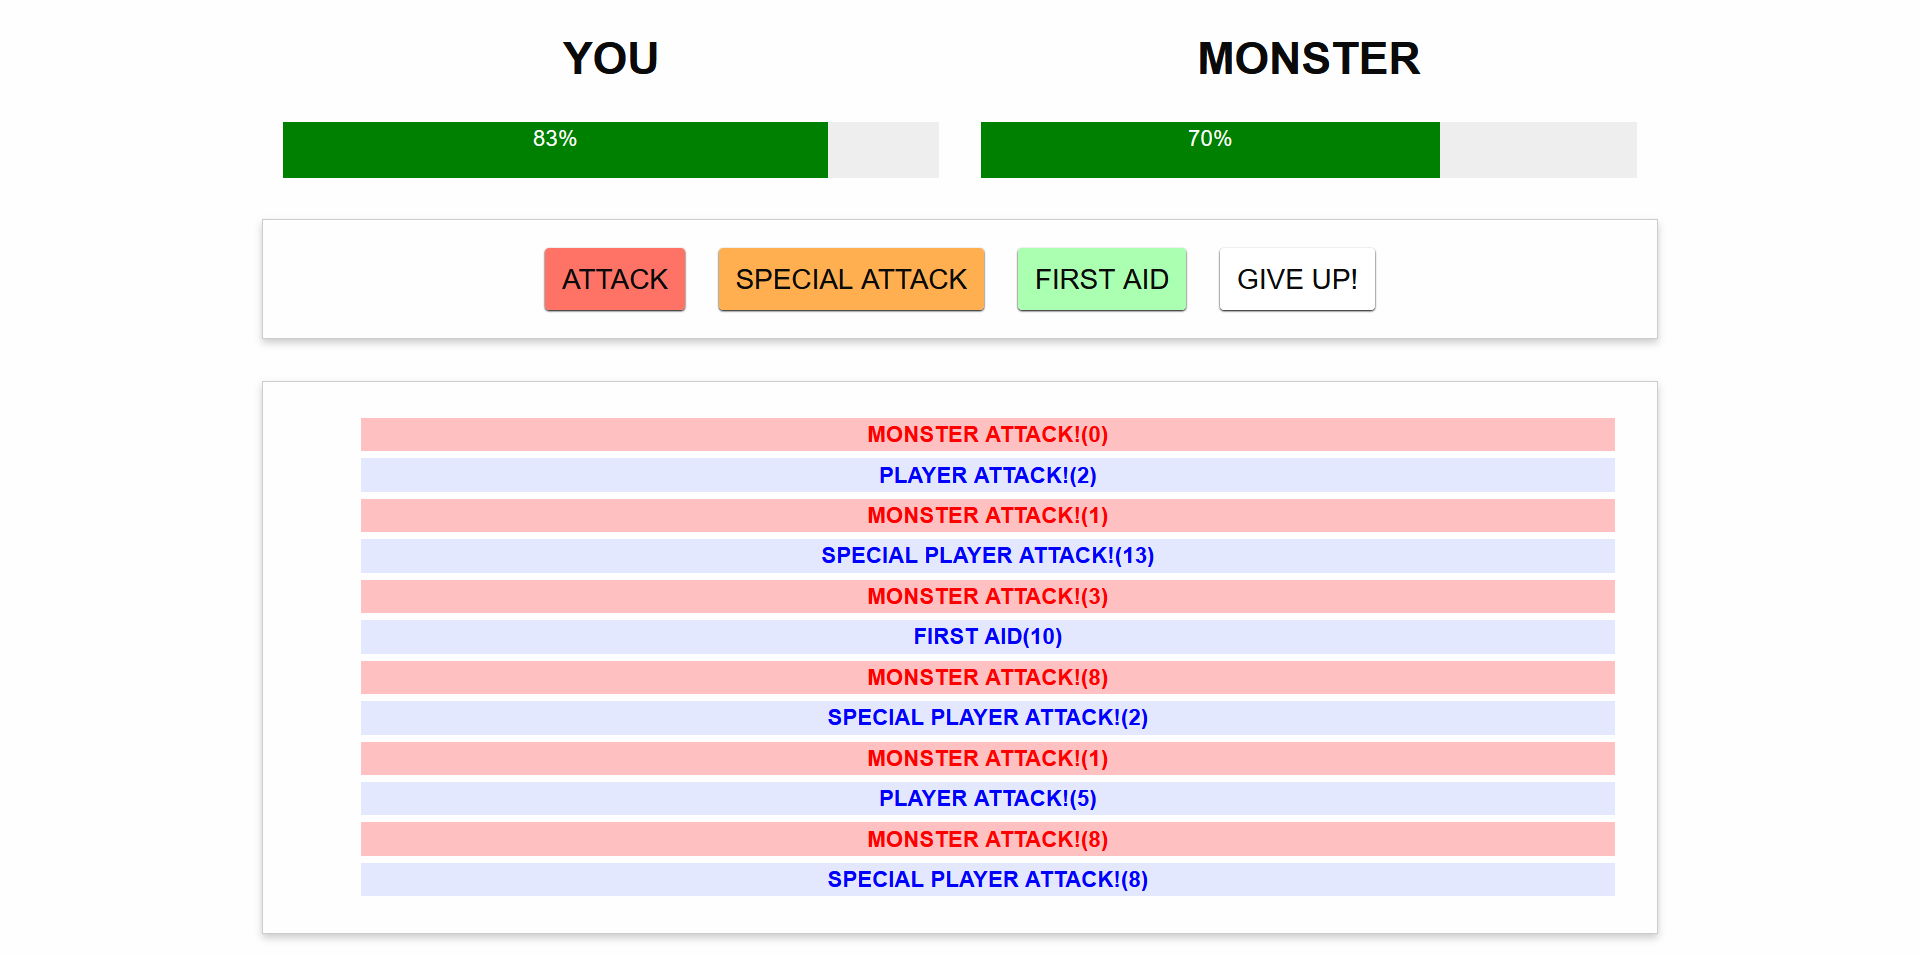 YOU MONSTER
83% 70%
ATTACK SPECIAL ATTACK FIRST AID GIVE UP!
MONSTER ATTACK!(0)
PLAYER ATTACK!(2)
MONSTER ATTACK!(1)
SPECIAL PLAYER ATTACK!(13)
MONSTER ATTACK!(3)
FIRST AID(10)
MONSTER ATTACK!(8)
SPECIAL PLAYER ATTACK!(2)
MONSTER ATTACK!(1)
PLAYER ATTACK!(5)
MONSTER ATTACK!(8)
SPECIAL PLAYER ATTACK!(8)